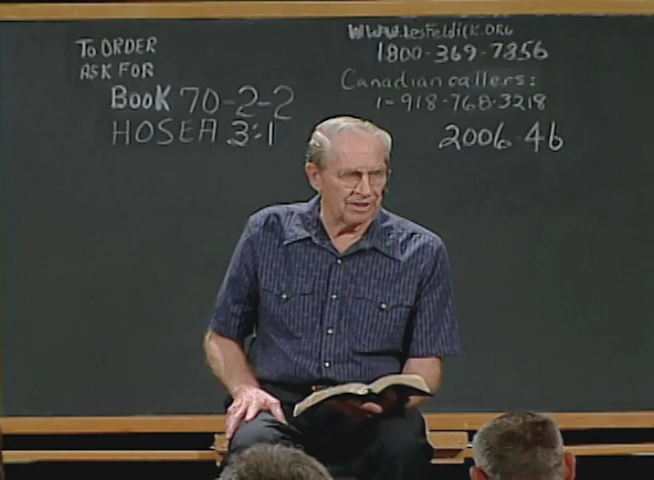 To ORDER
ASK FOR
BOOK 70-2-2
HOSEA 3:1
WWW.LesFeldick.ORG
1800-369-7856
Canadian callers:
1-918-768-3218
2006-4b